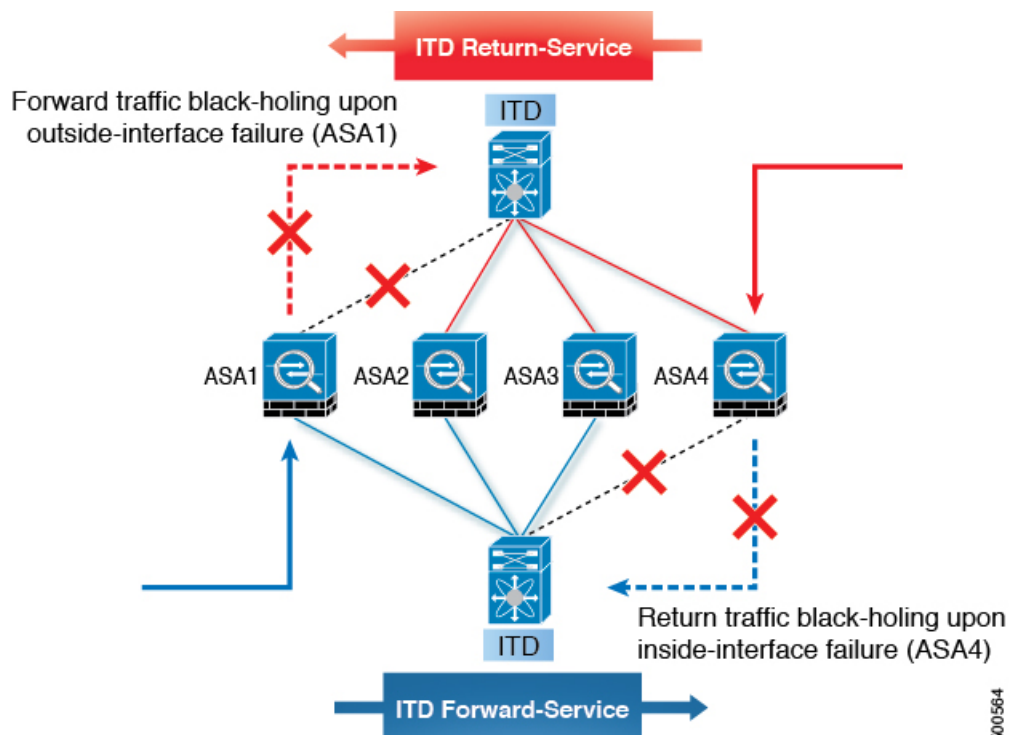 ITD Return-Service
Forward traffic black-holing upon
outside-interface failure (ASA1)
ITD
ASA1
ASA2
ASA3
ASA4
ITD
Return traffic black-holing upon
inside-interface failure (ASA4)
ITD Forward-Service